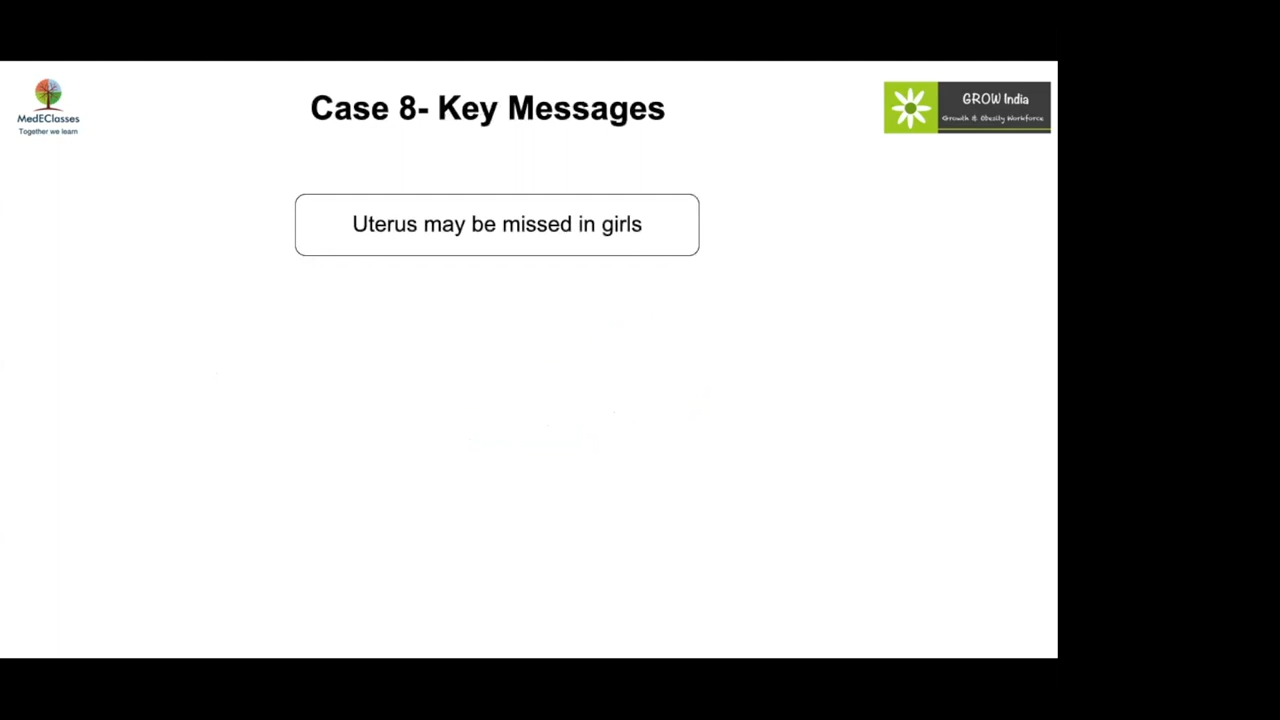 MedEClasses
Together we learn
Case 8- Key Messages
GROW India
Growth & Obesity Workforce
Uterus may be missed in girls